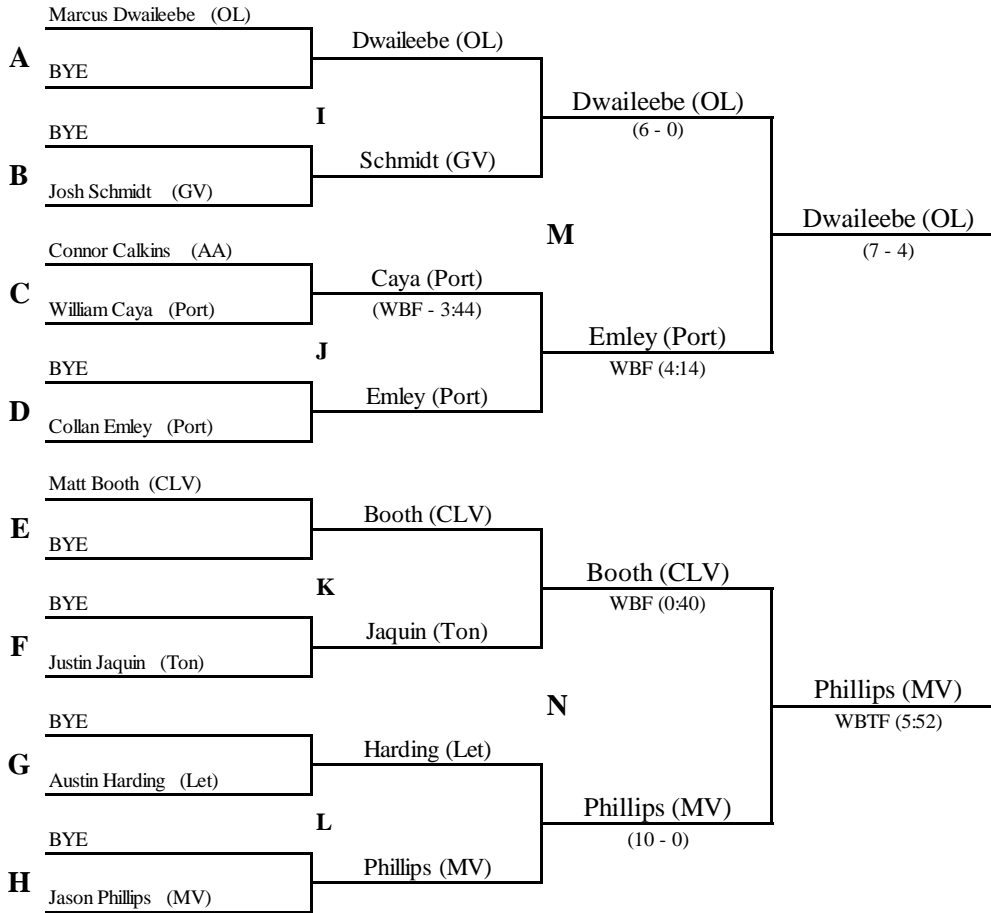 Marcus Dwaileebe (OL)
A
BYE
Dwaileebe (OL)
I
BYE
B
Josh Schmidt (GV)
Schmidt (GV)
Dwaileebe (OL)
(6 - 0)
M
Dwaileebe (OL)
(7 - 4)
Connor Calkins (AA)
C
William Caya (Port)
Caya (Port)
(WBF - 3:44)
J
BYE
D
Collan Emley (Port)
Emley (Port)
Emley (Port)
WBF (4:14)
Matt Booth (CLV)
E
BYE
Booth (CLV)
K
BYE
F
Justin Jaquin (Ton)
Jaquin (Ton)
Booth (CLV)
WBF (0:40)
N
Phillips (MV)
WBTF (5:52)
BYE
G
Austin Harding (Let)
Harding (Let)
L
BYE
H
Jason Phillips (MV)
Phillips (MV)
Phillips (MV)
(10 - 0)